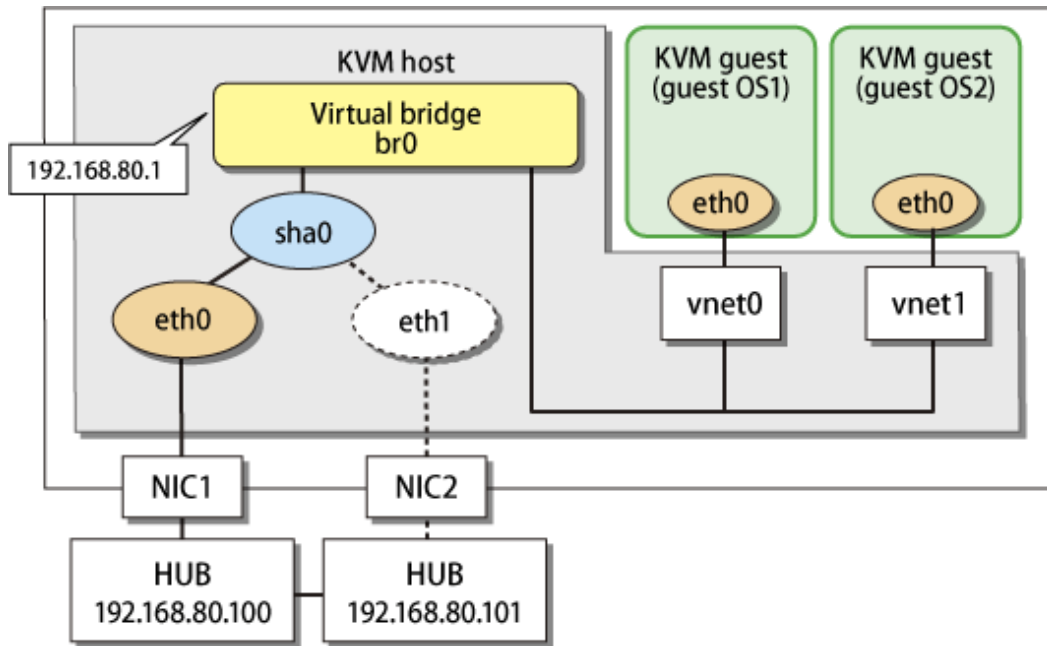 KVM host
Virtual bridge
br0
192.168.80.1
sha0
eth0
eth1
KVM guest
(guest OS1)
eth0
KVM guest
(guest OS2)
eth0
vnet0
vnet1
NIC1
NIC2
HUB
192.168.80.100
HUB
192.168.80.101